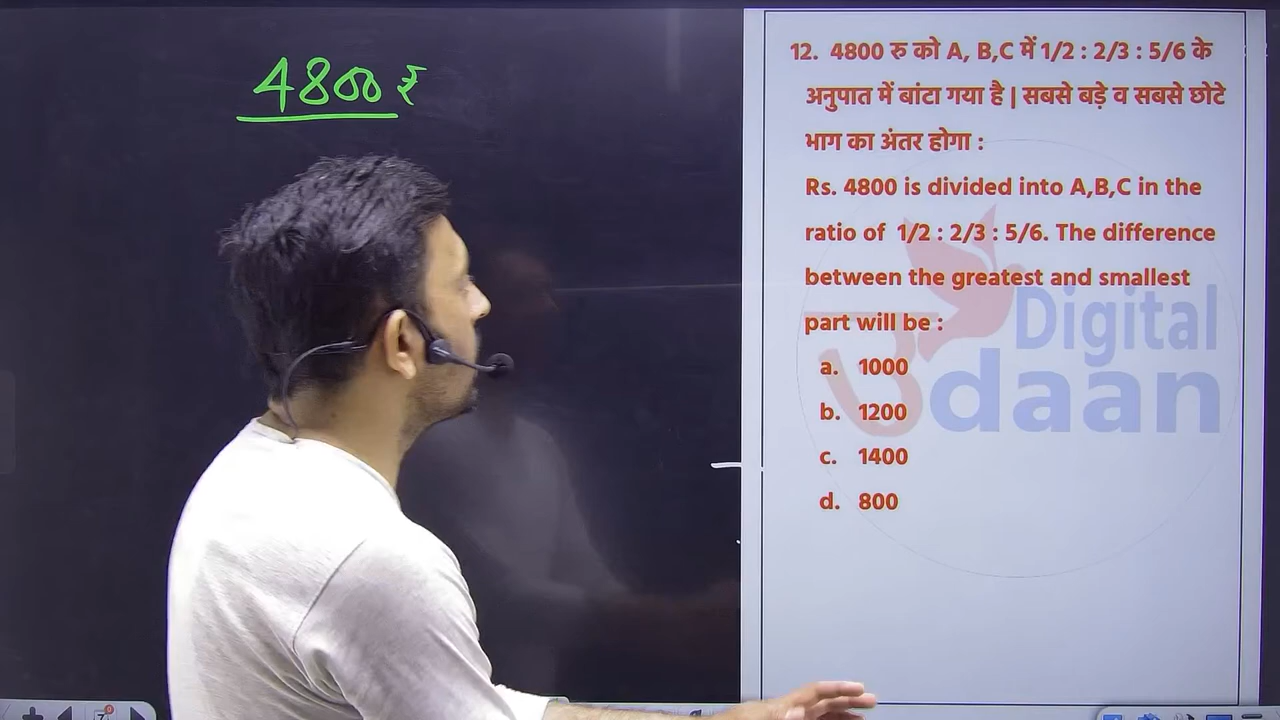 4800 ₹
12. 4800 रु को A, B,C में 1/2 : 2/3 : 5/6 के
अनुपात में बांटा गया है | सबसे बड़े व सबसे छोटे
भाग का अंतर होगा :
Rs. 4800 is divided into A,B,C in the
ratio of 1/2 : 2/3 : 5/6. The difference
between the greatest and smallest
part will be :
a. 1000
b. 1200
c. 1400
d. 800
Digital
daan